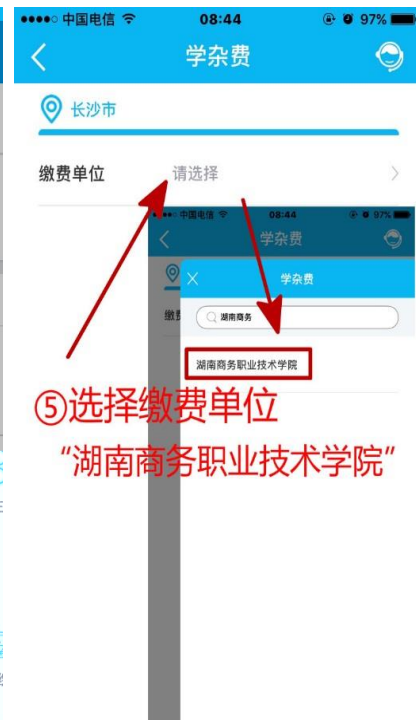 中国电信 08:44 97%
学杂费
长沙市
缴费单位 请选择
中国电信 08:44 97%
学杂费
学杂费
缴费
湖南商务
湖南商务职业技术学院
⑤选择缴费单位
“湖南商务职业技术学院”